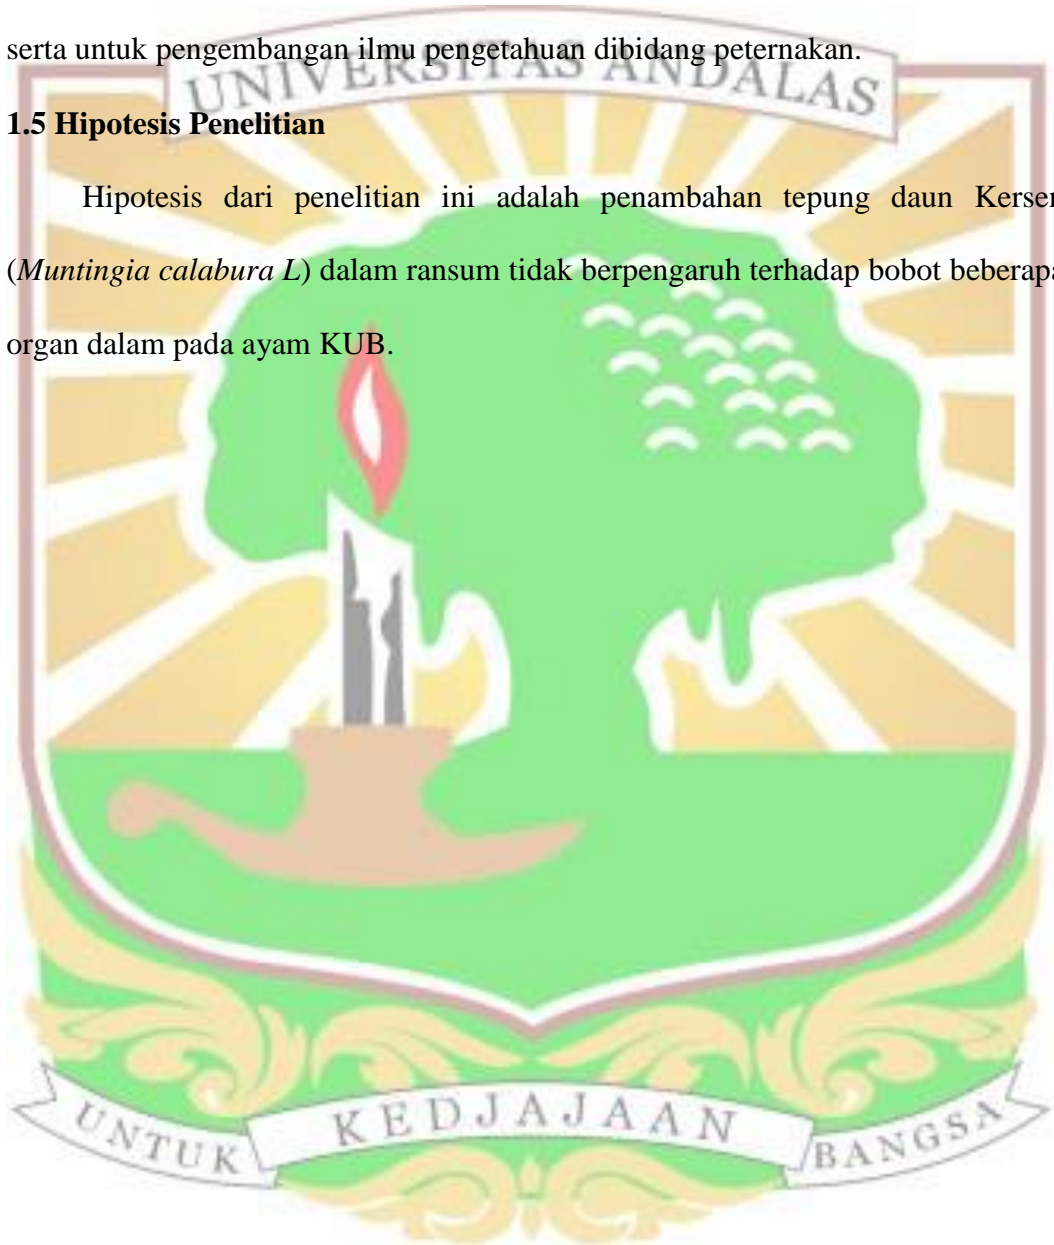 serta untuk pengembangan ilmu pengetahuan dibidang peternakan.
UNIVERSITAS ANDALAS
1.5 Hipotesis Penelitian
Hipotesis dari penelitian ini adalah penambahan tepung daun Kersen
(Muntingia calabura L) dalam ransum tidak berpengaruh terhadap bobot beberapa
organ dalam pada ayam KUB.
UNTUK KEDJAJAAN BANGSA